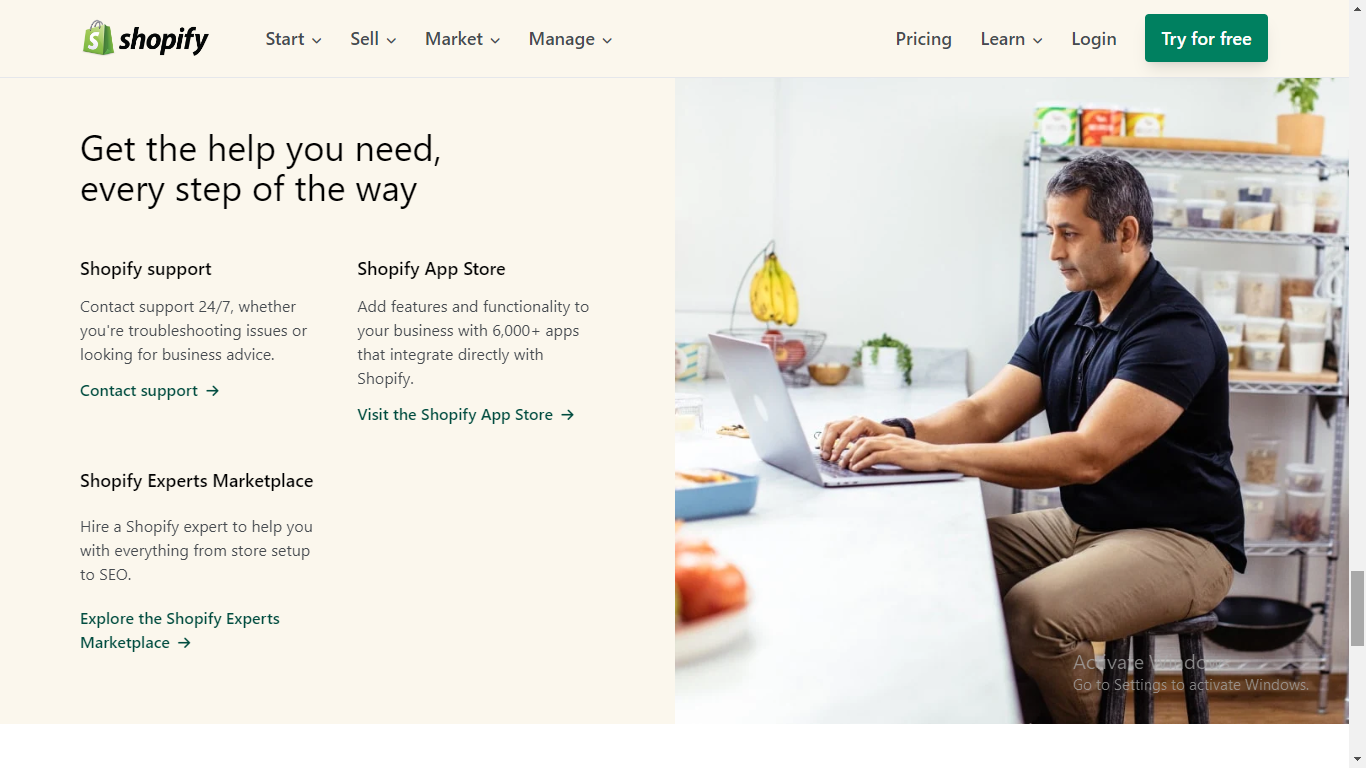 shopify
Start
Sell
Market
Manage
Pricing
Learn
Login
Try for free
Get the help you need,
every step of the way
Shopify support
Contact support 24/7, whether
you're troubleshooting issues or
looking for business advice.
Contact support →
Shopify App Store
Add features and functionality to
your business with 6,000+ apps
that integrate directly with
Shopify.
Visit the Shopify App Store →
Shopify Experts Marketplace
Hire a Shopify expert to help you
with everything from store setup
to SEO.
Explore the Shopify Experts
Marketplace →
Activate Windows
Go to Settings to activate Windows.